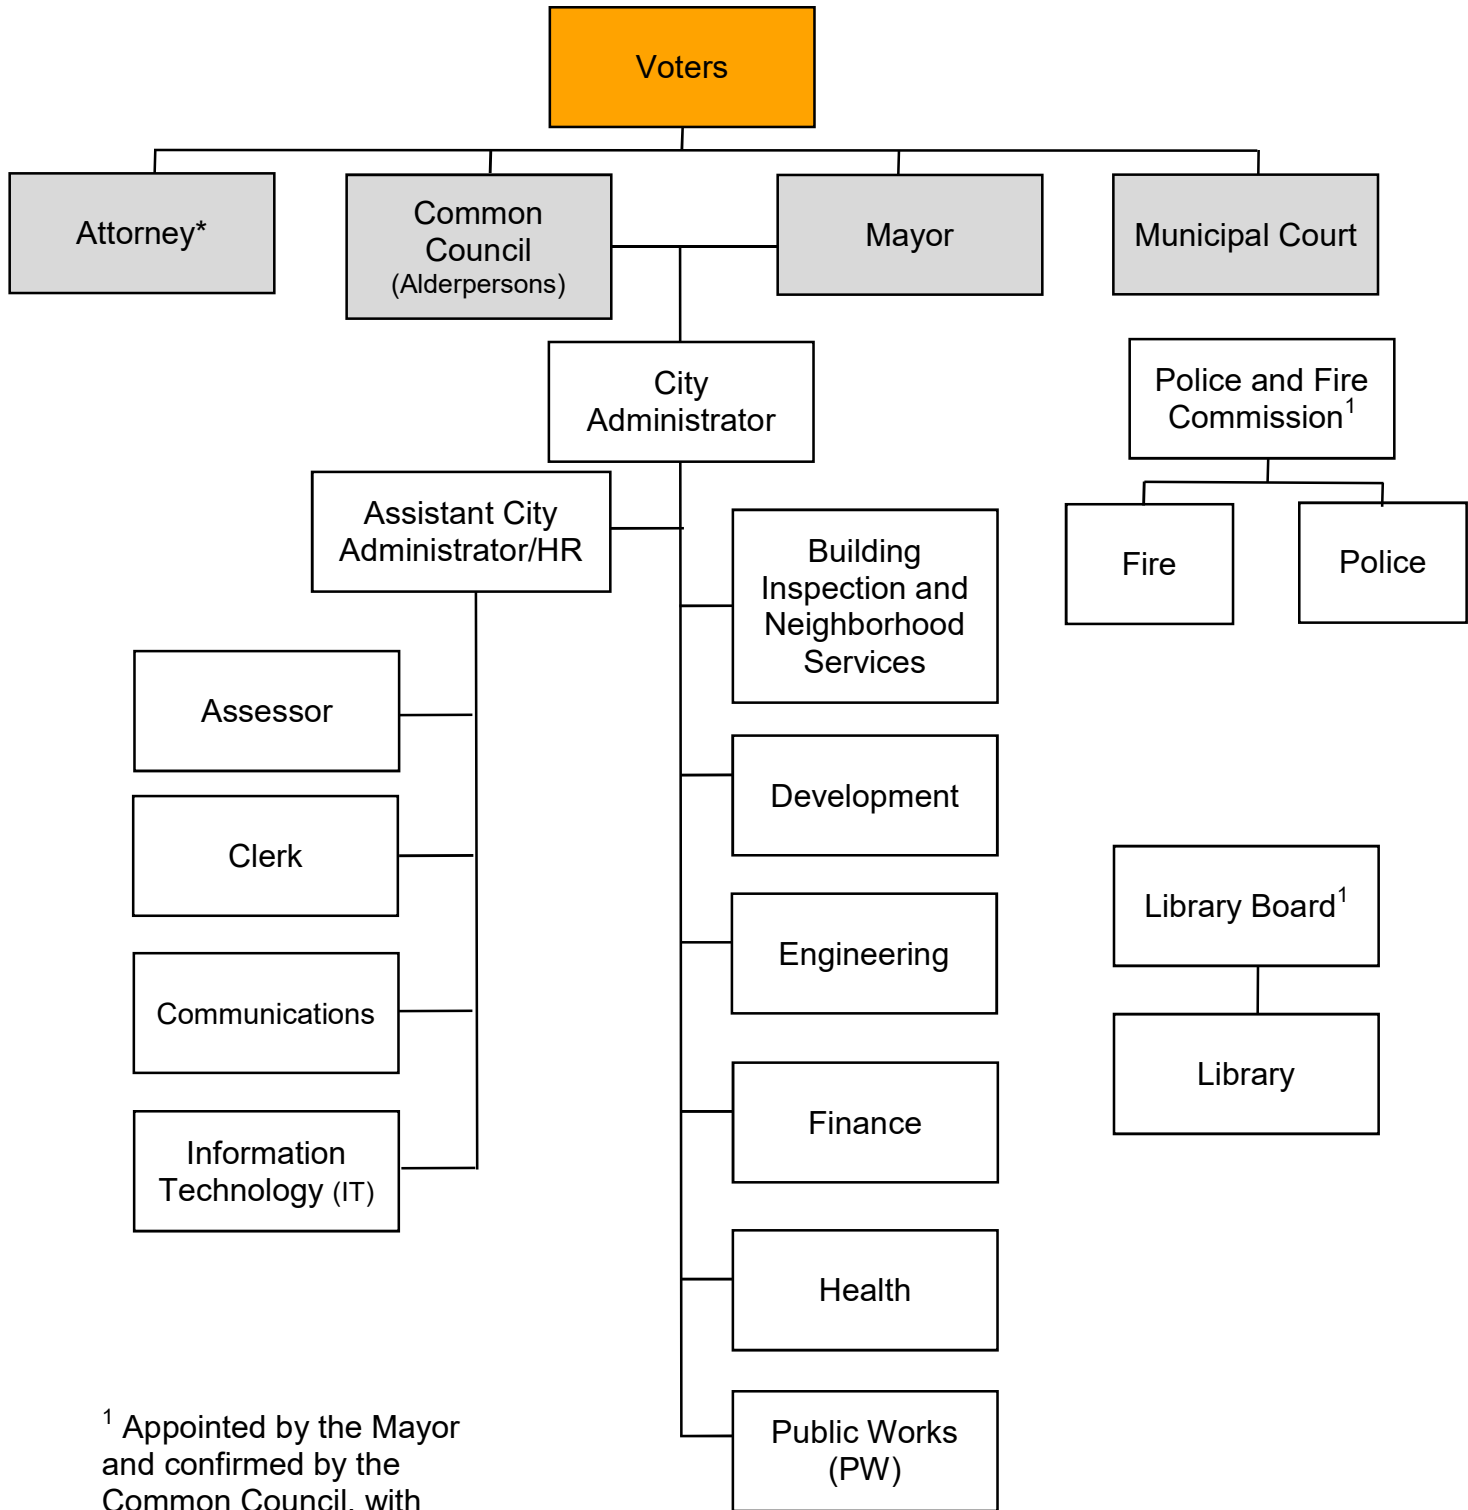 Voters
Attorney*
Common
Council
(Alderpersons)
Mayor
Municipal Court
City
Administrator
Police and Fire
Commission¹
Fire
Police
Assistant City
Administrator/HR
Building
Inspection and
Neighborhood
Services
Assessor
Development
Clerk
Engineering
Library Board¹
Communications
Library
Finance
Information
Technology (IT)
Health
Public Works
(PW)
¹ Appointed by the Mayor
and confirmed by the
Common Council, with